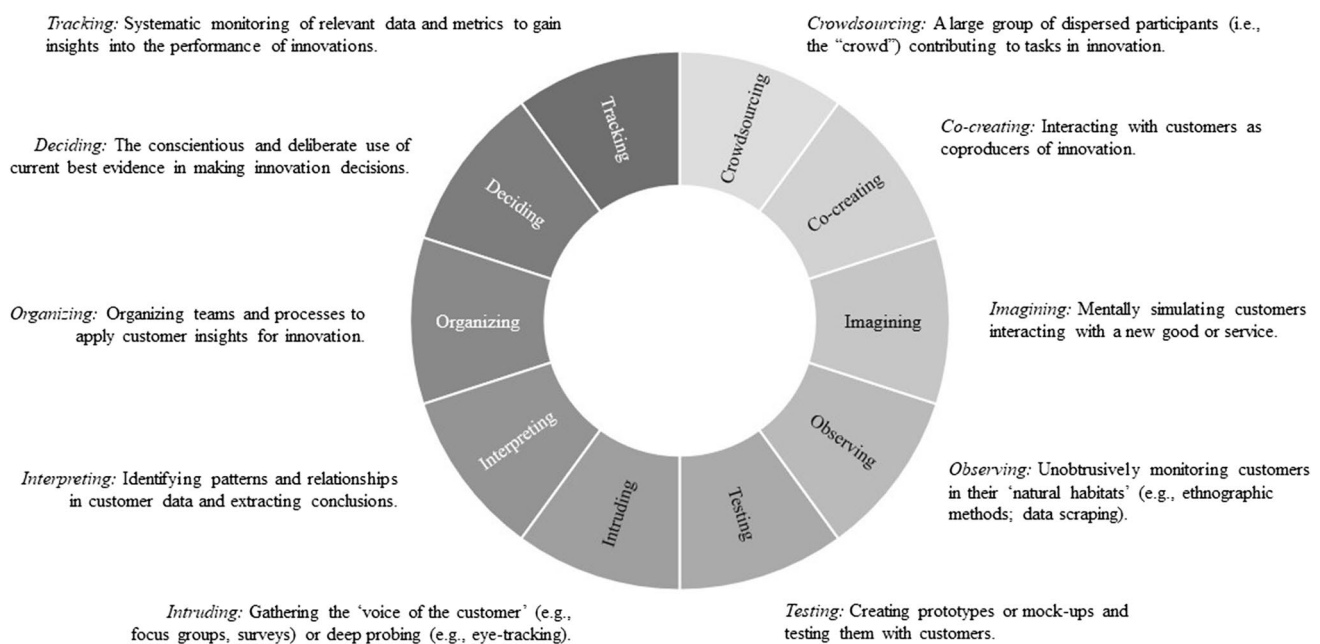 Tracking: Systematic monitoring of relevant data and metrics to gain
insights into the performance of innovations.
Crowdsourcing: A large group of dispersed participants (i.e.,
the “crowd”) contributing to tasks in innovation.
Tracking
Crowdsourcing
Deciding: The conscientious and deliberate use of
current best evidence in making innovation decisions.
Co-creating: Interacting with customers as
coproducers of innovation.
Deciding
Co-creating
Organizing: Organizing teams and processes to
apply customer insights for innovation.
Organizing
Imagining
Imagining: Mentally simulating customers
interacting with a new good or service.
Interpreting
Observing
Interpreting: Identifying patterns and relationships
in customer data and extracting conclusions.
Observing: Unobtrusively monitoring customers
in their ‘natural habitats’ (e.g., ethnographic
methods; data scraping).
Intruding
Testing
Intruding: Gathering the ‘voice of the customer’ (e.g.,
focus groups, surveys) or deep probing (e.g., eye-tracking).
Testing: Creating prototypes or mock-ups and
testing them with customers.